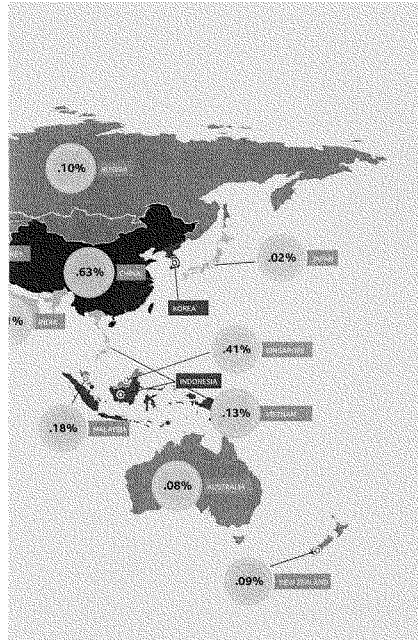 .10%
RUSSIA
.63%
CHINA
.02%
JAPAN
KOREA
1%
INDIA
.41%
SINGAPORE
INDONESIA
.13%
VIETNAM
.18%
MALAYSIA
.08%
AUSTRALIA
.09%
NEW ZEALAND